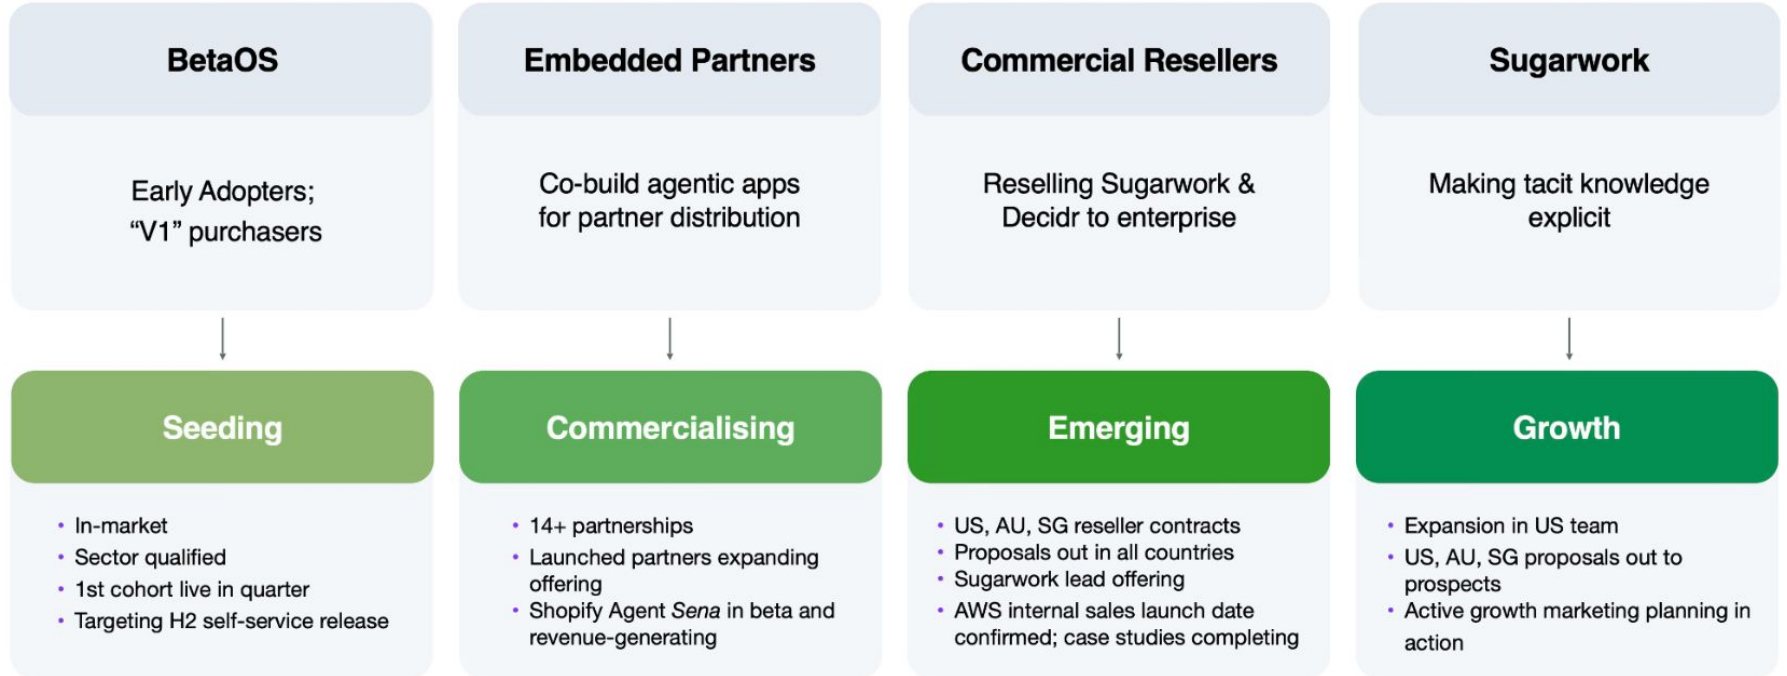 BetaOS
Early Adopters;
“V1” purchasers
Seeding
• In-market
• Sector qualified
• 1st cohort live in quarter
• Targeting H2 self-service release
Embedded Partners
Co-build agentic apps
for partner distribution
Commercialising
• 14+ partnerships
• Launched partners expanding
offering
• Shopify Agent Sena in beta and
revenue-generating
Commercial Resellers
Reselling Sugarwork &
Decidr to enterprise
Emerging
• US, AU, SG reseller contracts
• Proposals out in all countries
• Sugarwork lead offering
• AWS internal sales launch date
confirmed; case studies completing
Sugarwork
Making tacit knowledge
explicit
Growth
• Expansion in US team
• US, AU, SG proposals out to
prospects
• Active growth marketing planning in
action